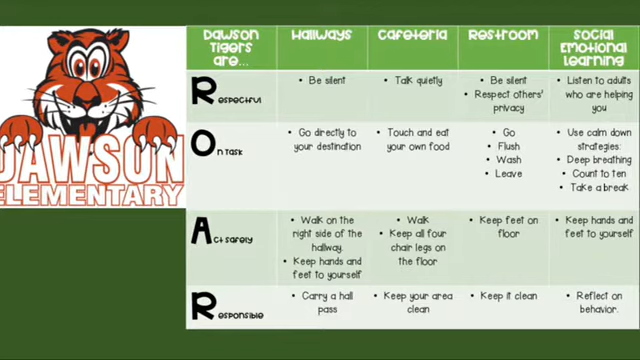 DAWSON
ELEMENTARY
Dawson Tigers are...
Hallways
Cafeteria
Restroom
Social Emotional Learning
Respectful
• Be silent
• Talk quietly
• Be silent
• Respect others' privacy
• Listen to adults who are helping you
On Task
• Go directly to your destination
• Touch and eat your own food
• Go
• Flush
• Wash
• Leave
• Use calm down strategies:
• Deep breathing
• Count to ten
• Take a break
Act Safely
• Walk on the right side of the hallway.
• Keep hands and feet to yourself
• Walk
• Keep all four chair legs on the floor
• Keep feet on floor
• Keep hands and feet to yourself
Responsible
• Carry a hall pass
• Keep your area clean
• Keep it clean
• Reflect on behavior.